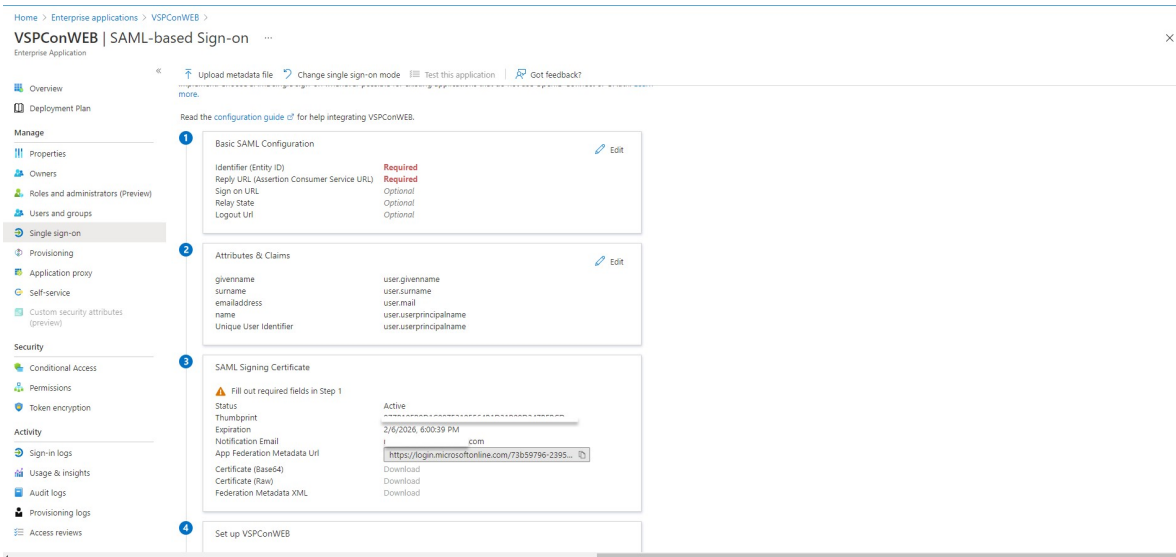 Home > Enterprise applications > VSPConWEB >
VSPConWEB | SAML-based Sign-on ...
Enterprise Application
«
Upload metadata file Change single sign-on mode Test this application Got feedback?
more.
Read the configuration guide for help integrating VSPConWEB.
Overview
Deployment Plan
Manage
Properties
Owners
Roles and administrators (Preview)
Users and groups
Single sign-on
Provisioning
Application proxy
Self-service
Custom security attributes
(preview)
Security
Conditional Access
Permissions
Token encryption
Activity
Sign-in logs
Usage & insights
Audit logs
Provisioning logs
Access reviews
1
Basic SAML Configuration
Edit
Identifier (Entity ID) Required
Reply URL (Assertion Consumer Service URL) Required
Sign on URL Optional
Relay State Optional
Logout Url Optional
2
Attributes & Claims
Edit
givenname user.givenname
surname user.surname
emailaddress user.mail
name user.userprincipalname
Unique User Identifier user.userprincipalname
3
SAML Signing Certificate
Fill out required fields in Step 1
Status Active
Thumbprint
Expiration 2/6/2026, 6:00:39 PM
Notification Email .com
App Federation Metadata Url https://login.microsoftonline.com/73b59796-2395...
Certificate (Base64) Download
Certificate (Raw) Download
Federation Metadata XML Download
4
Set up VSPConWEB